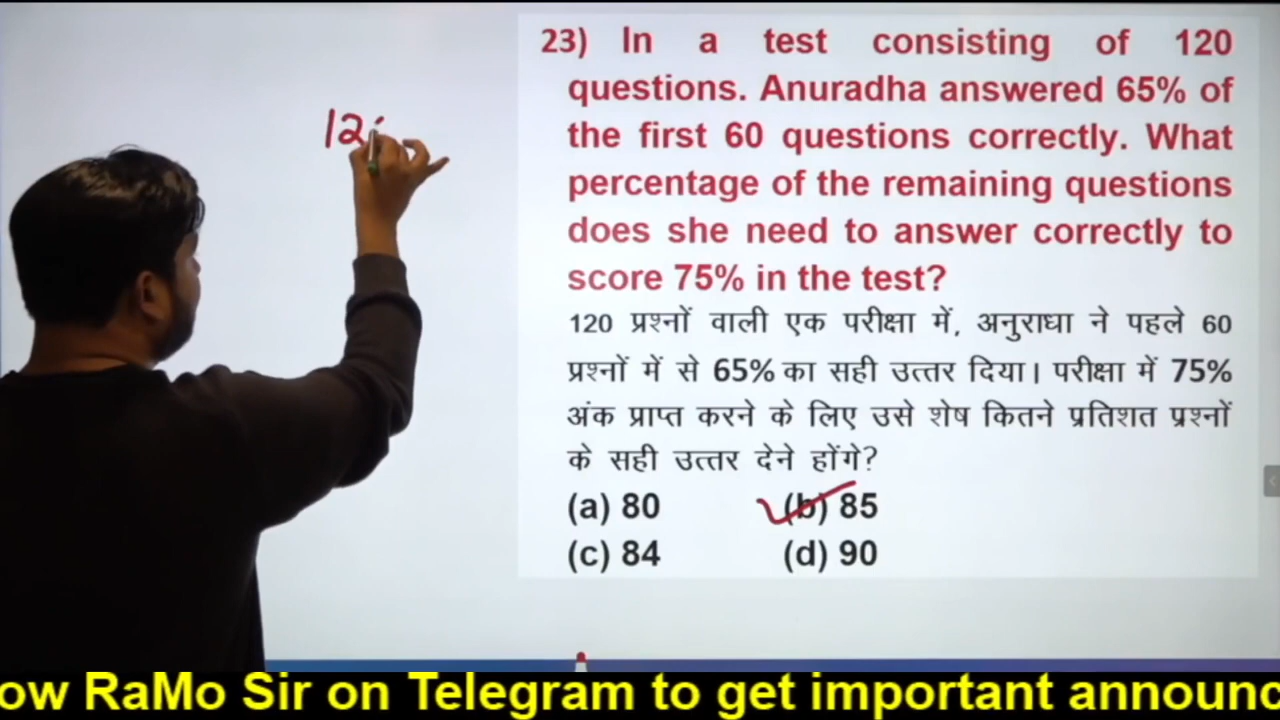 12
23) In a test consisting of 120
questions. Anuradha answered 65% of
the first 60 questions correctly. What
percentage of the remaining questions
does she need to answer correctly to
score 75% in the test?
120 प्रश्नों वाली एक परीक्षा में, अनुराधा ने पहले 60
प्रश्नों में से 65% का सही उत्तर दिया। परीक्षा में 75%
अंक प्राप्त करने के लिए उसे शेष कितने प्रतिशत प्रश्नों
के सही उत्तर देने होंगे?
(a) 80 (b) 85
(c) 84 (d) 90
ow RaMo Sir on Telegram to get important announc